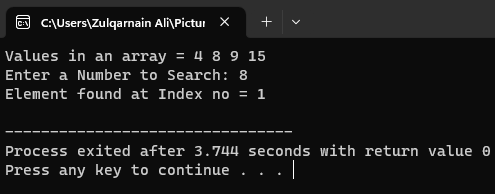 C:\Users\Zulqarnain Ali\Pictur
Values in an array = 4 8 9 15
Enter a Number to Search: 8
Element found at Index no = 1
--------------------------------
Process exited after 3.744 seconds with return value 0
Press any key to continue . . .